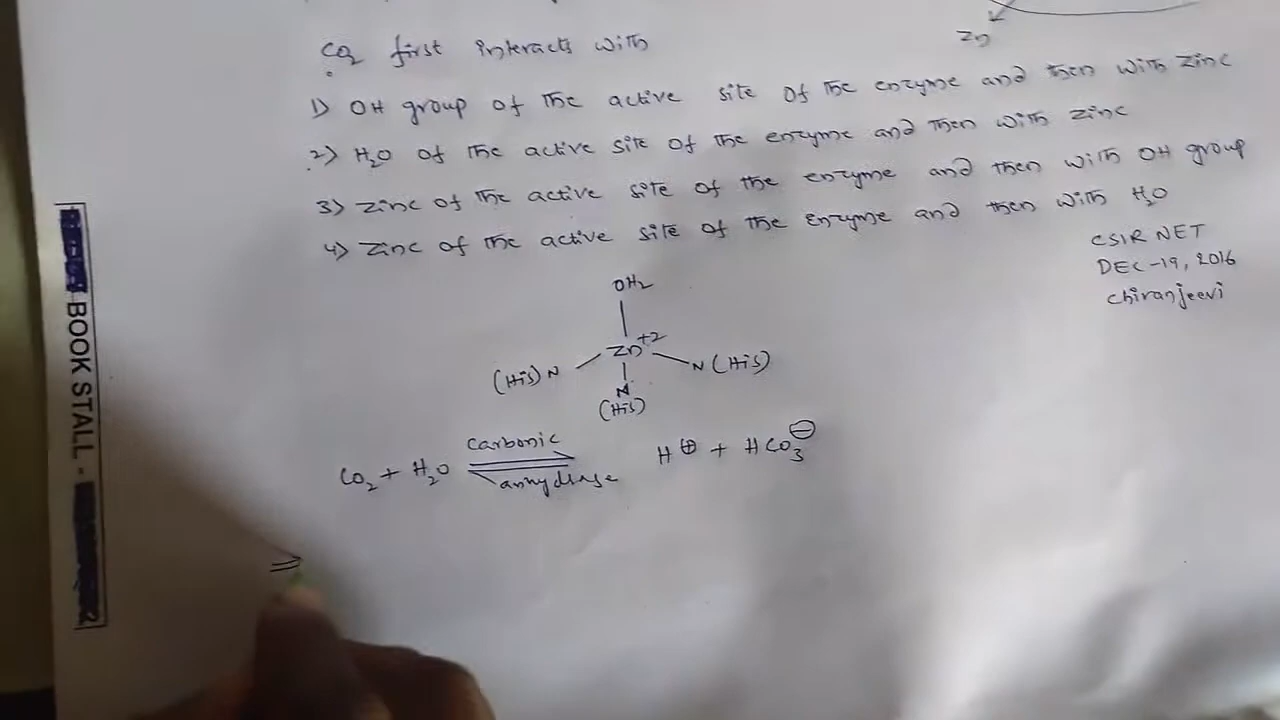 Zn
CO2 first interacts with
1) OH group of the active site of the enzyme and then with zinc
2) H2O of the active site of the enzyme and then with zinc
3) zinc of the active site of the enzyme and then with OH group
4) zinc of the active site of the enzyme and then with H2O
CSIR NET
DEC-19, 2016
Chiranjeevi
OH2
Zn+2
(His) N
N (His)
N
(His)
CO2 + H2O carbonic anhydrase H⊕ + HCO3⊖
⇒
BOOK STALL -